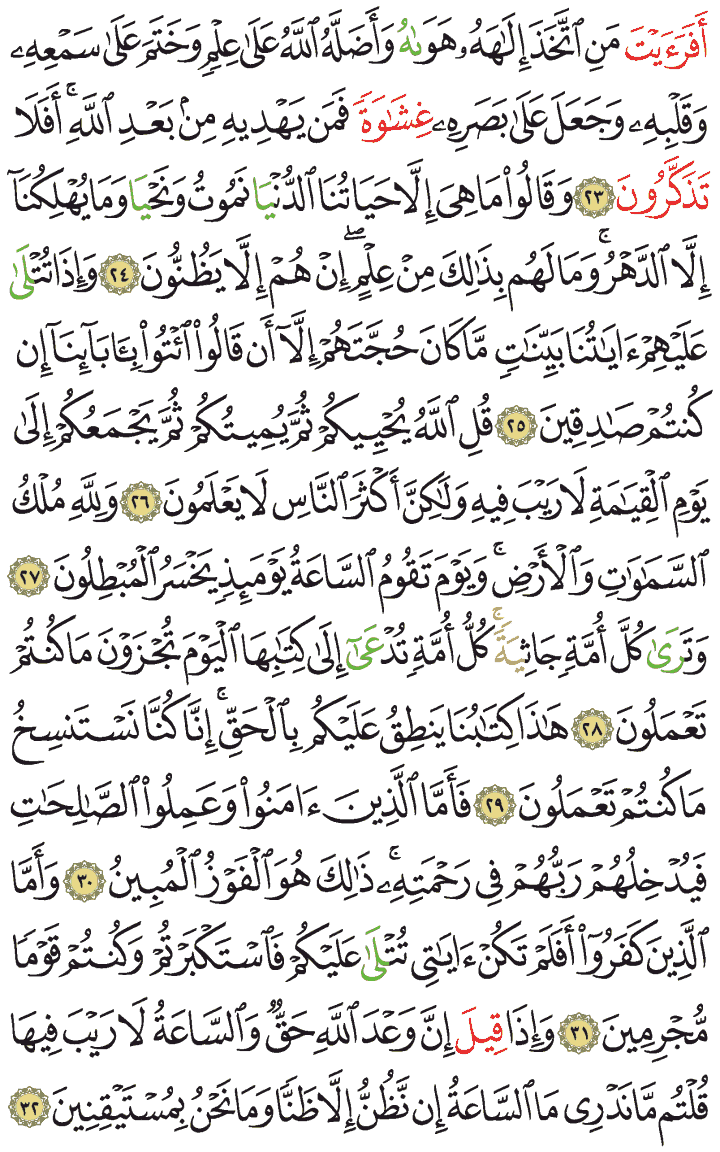 أَفَرَءَيۡتَ مَنِ ٱتَّخَذَ إِلَٰهَهُۥ هَوَىٰهُ وَأَضَلَّهُ ٱللَّهُ عَلَىٰ عِلۡمٖ وَخَتَمَ عَلَىٰ سَمۡعِهِۦ
وَقَلۡبِهِۦ وَجَعَلَ عَلَىٰ بَصَرِهِۦ غِشَٰوَةٗ فَمَن يَهۡدِيهِ مِنۢ بَعۡدِ ٱللَّهِۚ أَفَلَا
تَذَكَّرُونَ ٢٣ وَقَالُواْ مَا هِيَ إِلَّا حَيَاتُنَا ٱلدُّنۡيَا نَمُوتُ وَنَحۡيَا وَمَا يُهۡلِكُنَآ
إِلَّا ٱلدَّهۡرُۚ وَمَا لَهُم بِذَٰلِكَ مِنۡ عِلۡمٍۖ إِنۡ هُمۡ إِلَّا يَظُنُّونَ ٢٤ وَإِذَا تُتۡلَىٰ
عَلَيۡهِمۡ ءَايَٰتُنَا بَيِّنَٰتٖ مَّا كَانَ حُجَّتَهُمۡ إِلَّآ أَن قَالُواْ ٱئۡتُواْ بِـَٔابَآئِنَآ إِن
كُنتُمۡ صَٰدِقِينَ ٢٥ قُلِ ٱللَّهُ يُحۡيِيكُمۡ ثُمَّ يُمِيتُكُمۡ ثُمَّ يَجۡمَعُكُمۡ إِلَىٰ
يَوۡمِ ٱلۡقِيَٰمَةِ لَا رَيۡبَ فِيهِ وَلَٰكِنَّ أَكۡثَرَ ٱلنَّاسِ لَا يَعۡلَمُونَ ٢٦ وَلِلَّهِ مُلۡكُ
ٱلسَّمَٰوَٰتِ وَٱلۡأَرۡضِۚ وَيَوۡمَ تَقُومُ ٱلسَّاعَةُ يَوۡمَئِذٖ يَخۡسَرُ ٱلۡمُبۡطِلُونَ ٢٧
وَتَرَىٰ كُلَّ أُمَّةٖ جَاثِيَةٗۚ كُلُّ أُمَّةٖ تُدۡعَىٰٓ إِلَىٰ كِتَٰبِهَا ٱلۡيَوۡمَ تُجۡزَوۡنَ مَا كُنتُمۡ
تَعۡمَلُونَ ٢٨ هَٰذَا كِتَٰبُنَا يَنطِقُ عَلَيۡكُم بِٱلۡحَقِّۚ إِنَّا كُنَّا نَسۡتَنسِخُ
مَا كُنتُمۡ تَعۡمَلُونَ ٢٩ فَأَمَّا ٱلَّذِينَ ءَامَنُواْ وَعَمِلُواْ ٱلصَّٰلِحَٰتِ
فَيُدۡخِلُهُمۡ رَبُّهُمۡ فِي رَحۡمَتِهِۦۚ ذَٰلِكَ هُوَ ٱلۡفَوۡزُ ٱلۡمُبِينُ ٣٠ وَأَمَّا
ٱلَّذِينَ كَفَرُوٓاْ أَفَلَمۡ تَكُنۡ ءَايَٰتِي تُتۡلَىٰ عَلَيۡكُمۡ فَٱسۡتَكۡبَرۡتُمۡ وَكُنتُمۡ قَوۡمٗا
مُّجۡرِمِينَ ٣١ وَإِذَا قِيلَ إِنَّ وَعۡدَ ٱللَّهِ حَقّٞ وَٱلسَّاعَةُ لَا رَيۡبَ فِيهَا
قُلۡتُم مَّا نَدۡرِي مَا ٱلسَّاعَةُ إِن نَّظُنُّ إِلَّا ظَنّٗا وَمَا نَحۡنُ بِمُسۡتَيۡقِنِينَ ٣٢